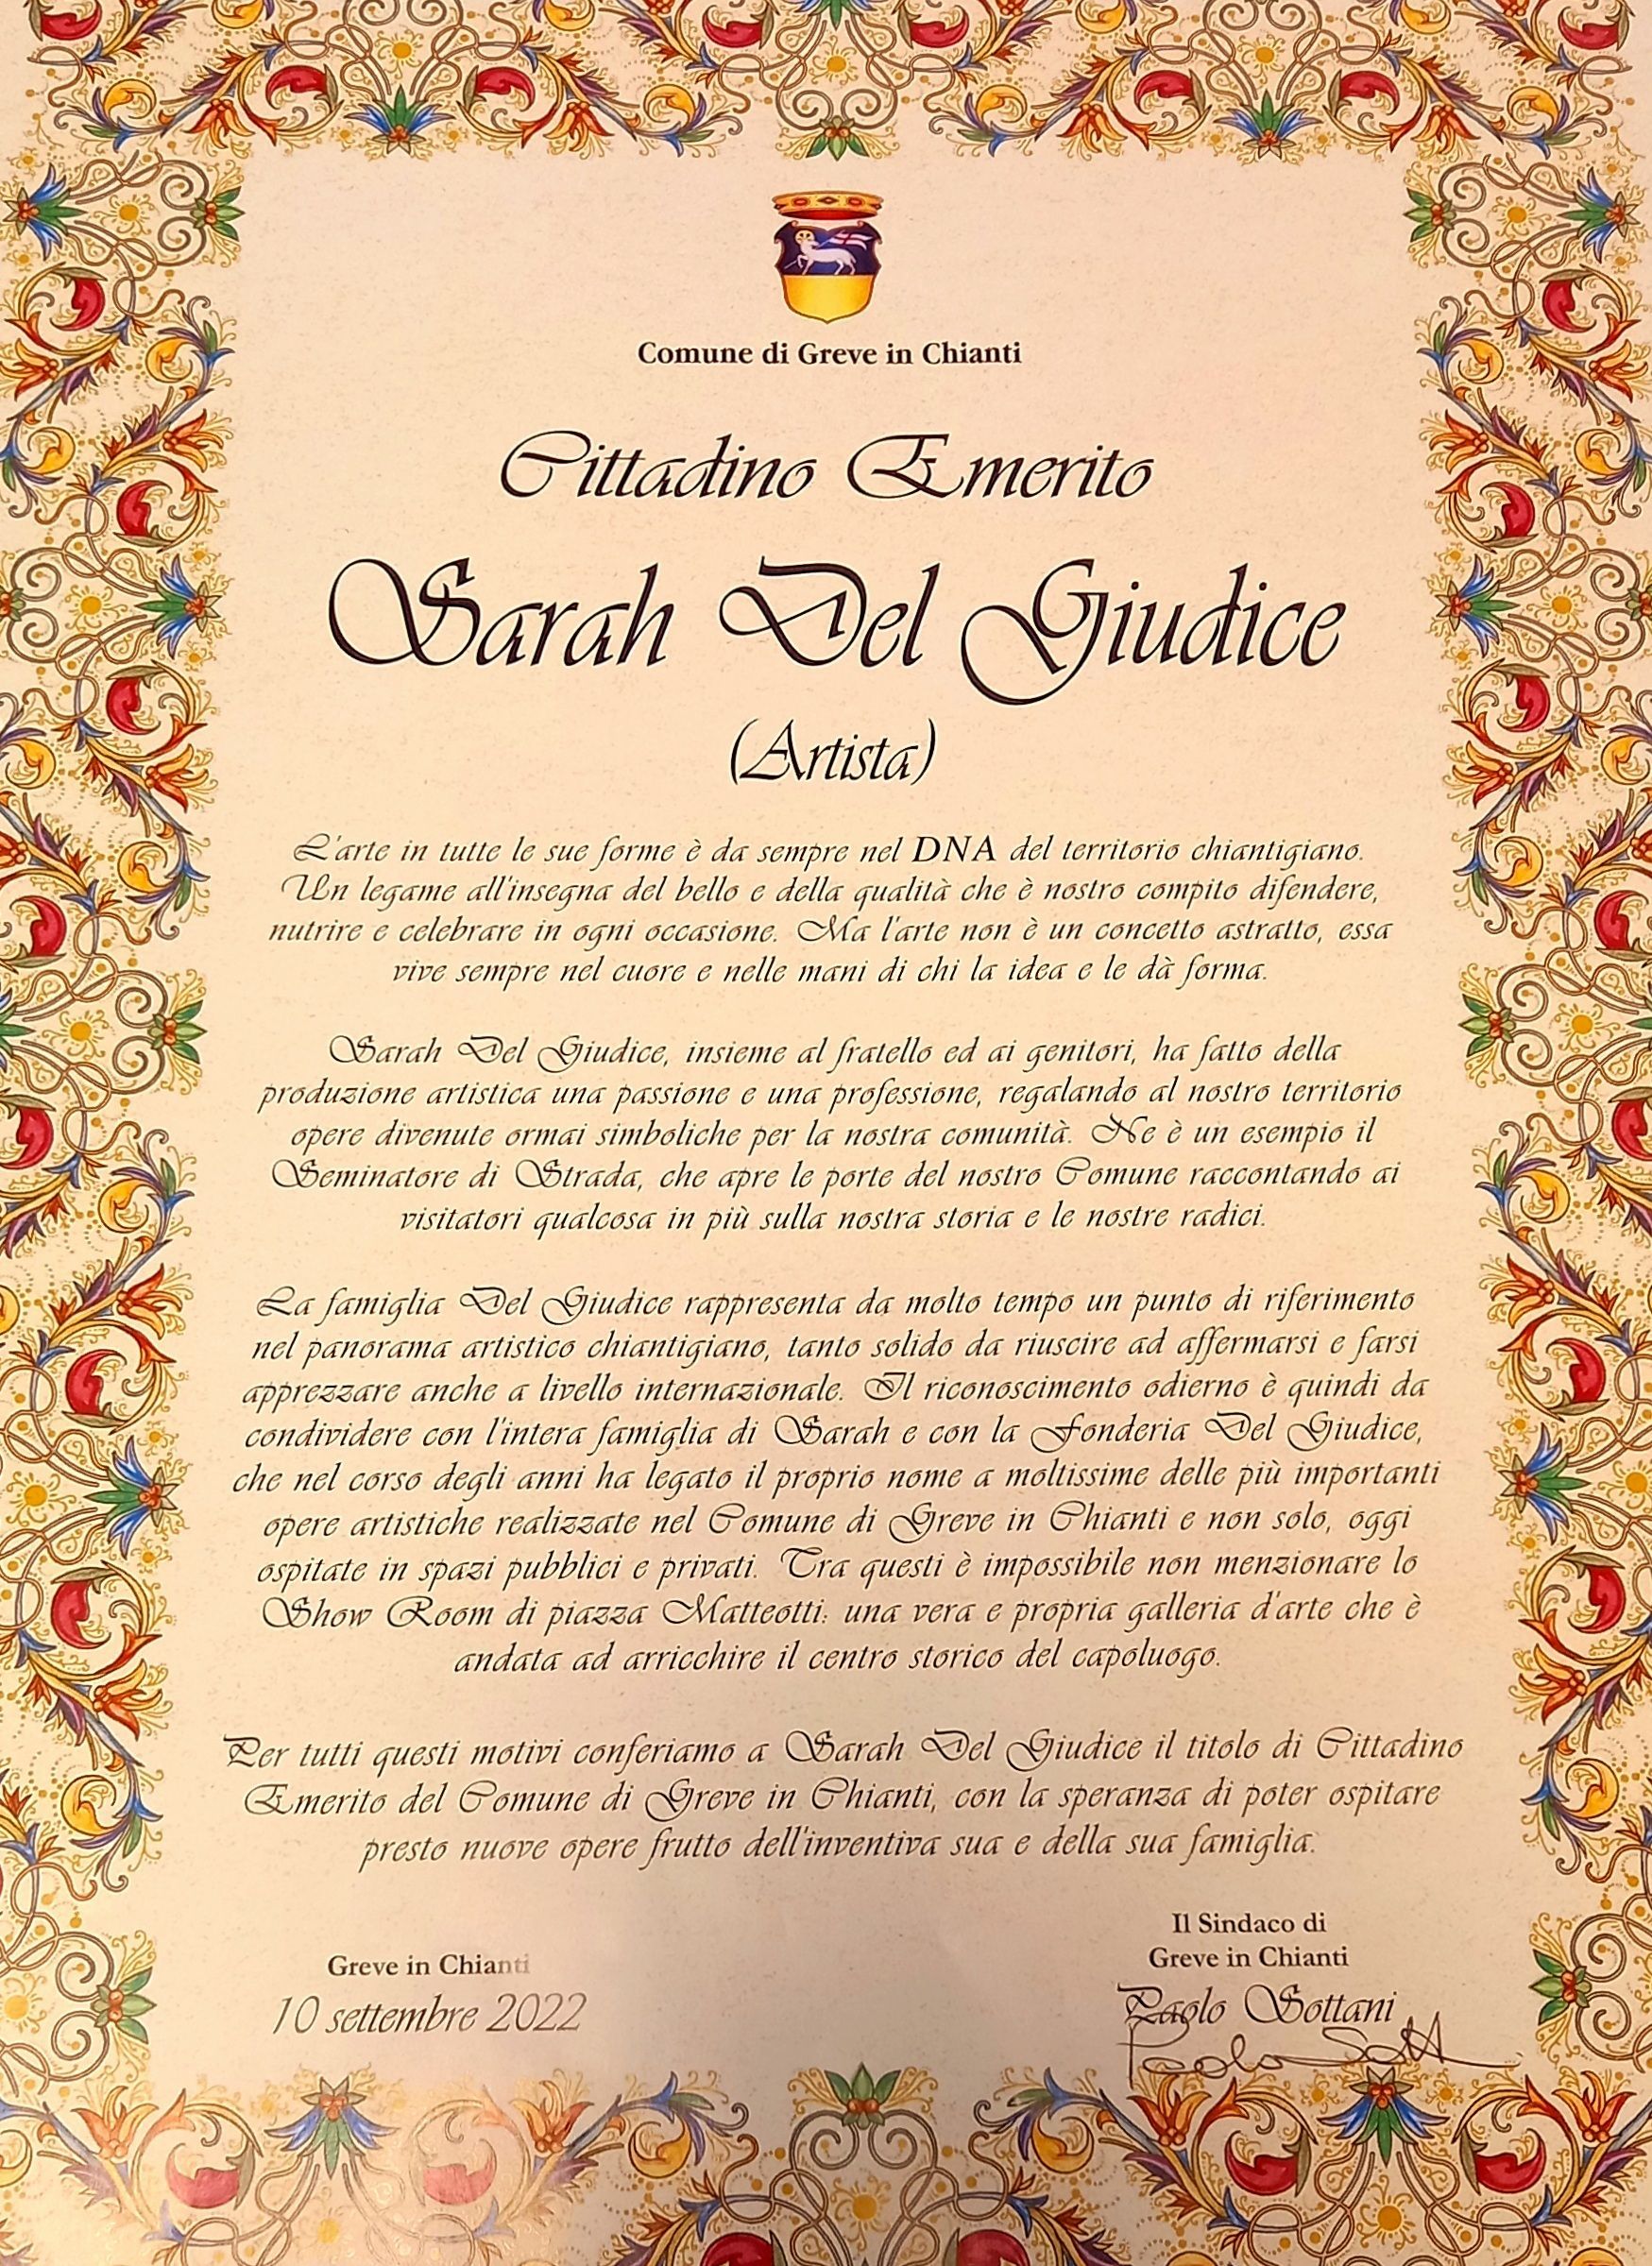 Comune di Greve in Chianti
Cittadino Emerito
Sarah Del Giudice
(Artista)
L'arte in tutte le sue forme è da sempre nel DNA del territorio chiantigiano.
Un legame all'insegna del bello e della qualità che è nostro compito difendere,
nutrire e celebrare in ogni occasione. Ma l'arte non è un concetto astratto, essa
vive sempre nel cuore e nelle mani di chi la idea e le dà forma.
Sarah Del Giudice, insieme al fratello ed ai genitori, ha fatto della
produzione artistica una passione e una professione, regalando al nostro territorio
opere divenute ormai simboliche per la nostra comunità. Ne è un esempio il
Seminatore di Strada, che apre le porte del nostro Comune raccontando ai
visitatori qualcosa in più sulla nostra storia e le nostre radici.
La famiglia Del Giudice rappresenta da molto tempo un punto di riferimento
nel panorama artistico chiantigiano, tanto solido da riuscire ad affermarsi e farsi
apprezzare anche a livello internazionale. Il riconoscimento odierno è quindi da
condividere con l'intera famiglia di Sarah e con la Fonderia Del Giudice,
che nel corso degli anni ha legato il proprio nome a moltissime delle più importanti
opere artistiche realizzate nel Comune di Greve in Chianti e non solo, oggi
ospitate in spazi pubblici e privati. Tra questi è impossibile non menzionare lo
Show Room di piazza Matteotti: una vera e propria galleria d'arte che è
andata ad arricchire il centro storico del capoluogo.
Per tutti questi motivi conferiamo a Sarah Del Giudice il titolo di Cittadino
Emerito del Comune di Greve in Chianti, con la speranza di poter ospitare
presto nuove opere frutto dell'inventiva sua e della sua famiglia.
Greve in Chianti
10 settembre 2022
Il Sindaco di
Greve in Chianti
Paolo Sottani
Paolo Sott